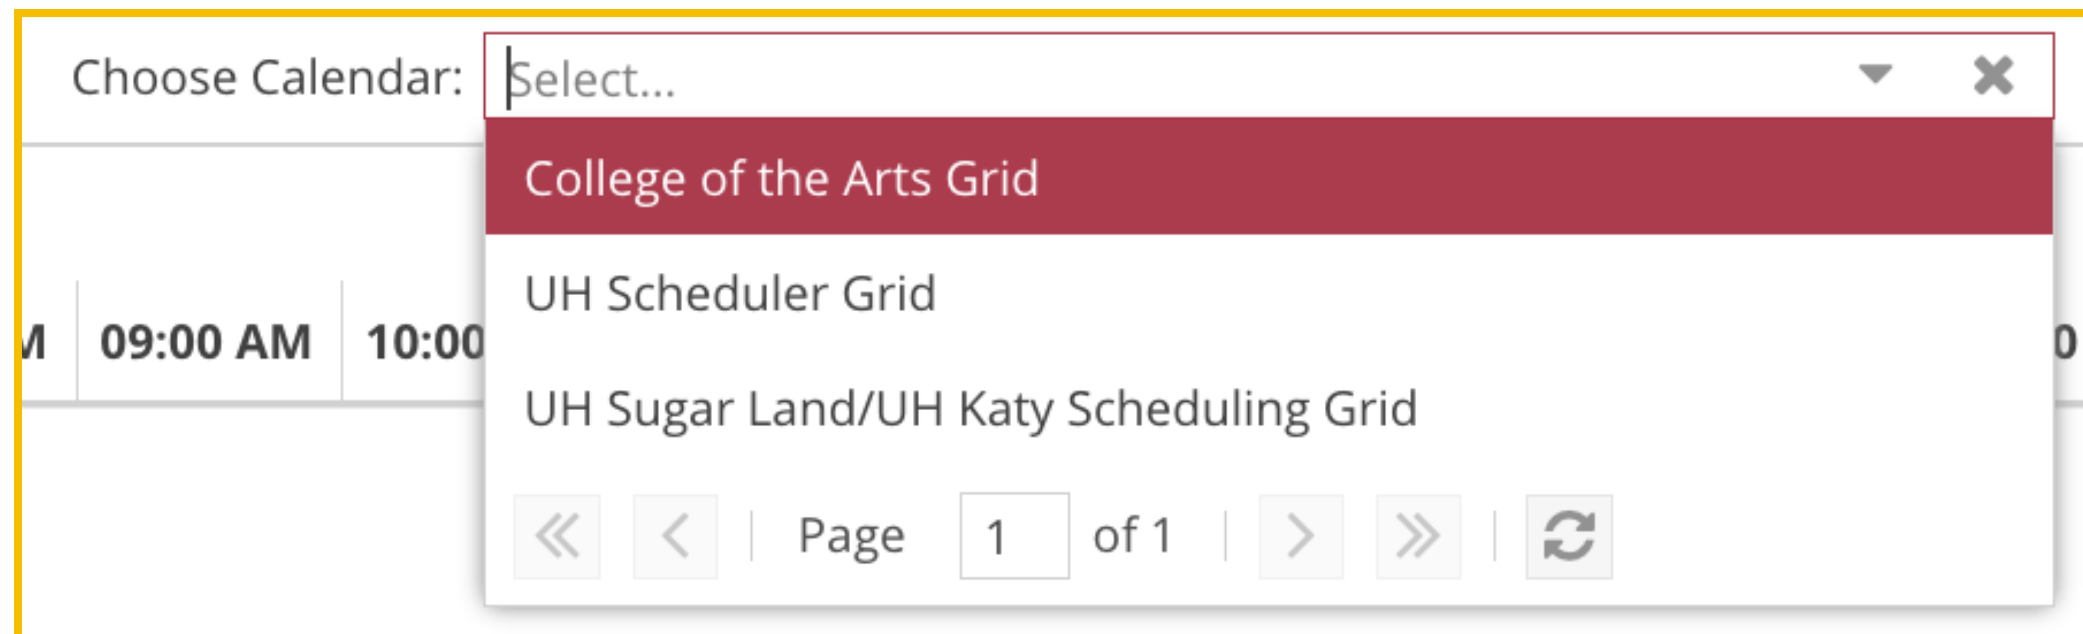 Choose Calendar: Select...
College of the Arts Grid
UH Scheduler Grid
M 09:00 AM 10:00 0
UH Sugar Land/UH Katy Scheduling Grid
Page 1 of 1